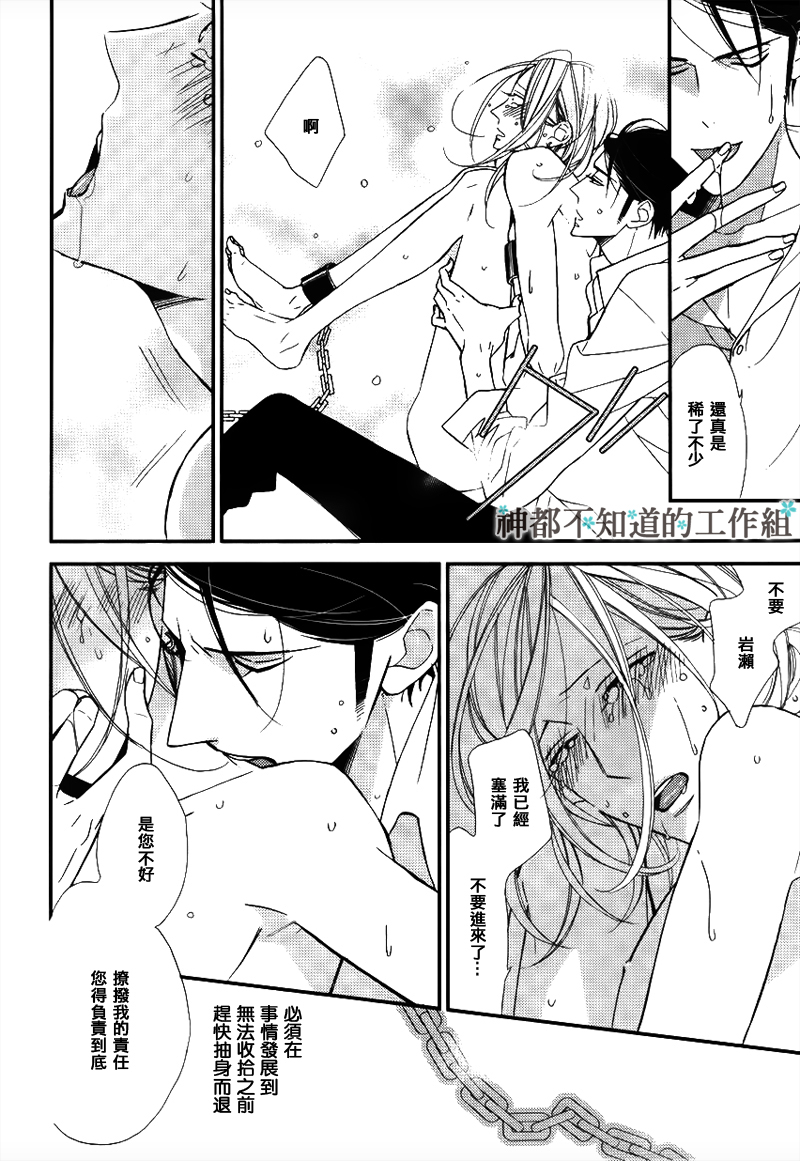 還真是
稀了不少
啊
神都不知道的工作組
不要
岩瀨
我已經
塞滿了
不要進來了…
是您不好
撩撥我的責任
您得負責到底
必須在
事情發展到
無法收拾之前
趕快抽身而退